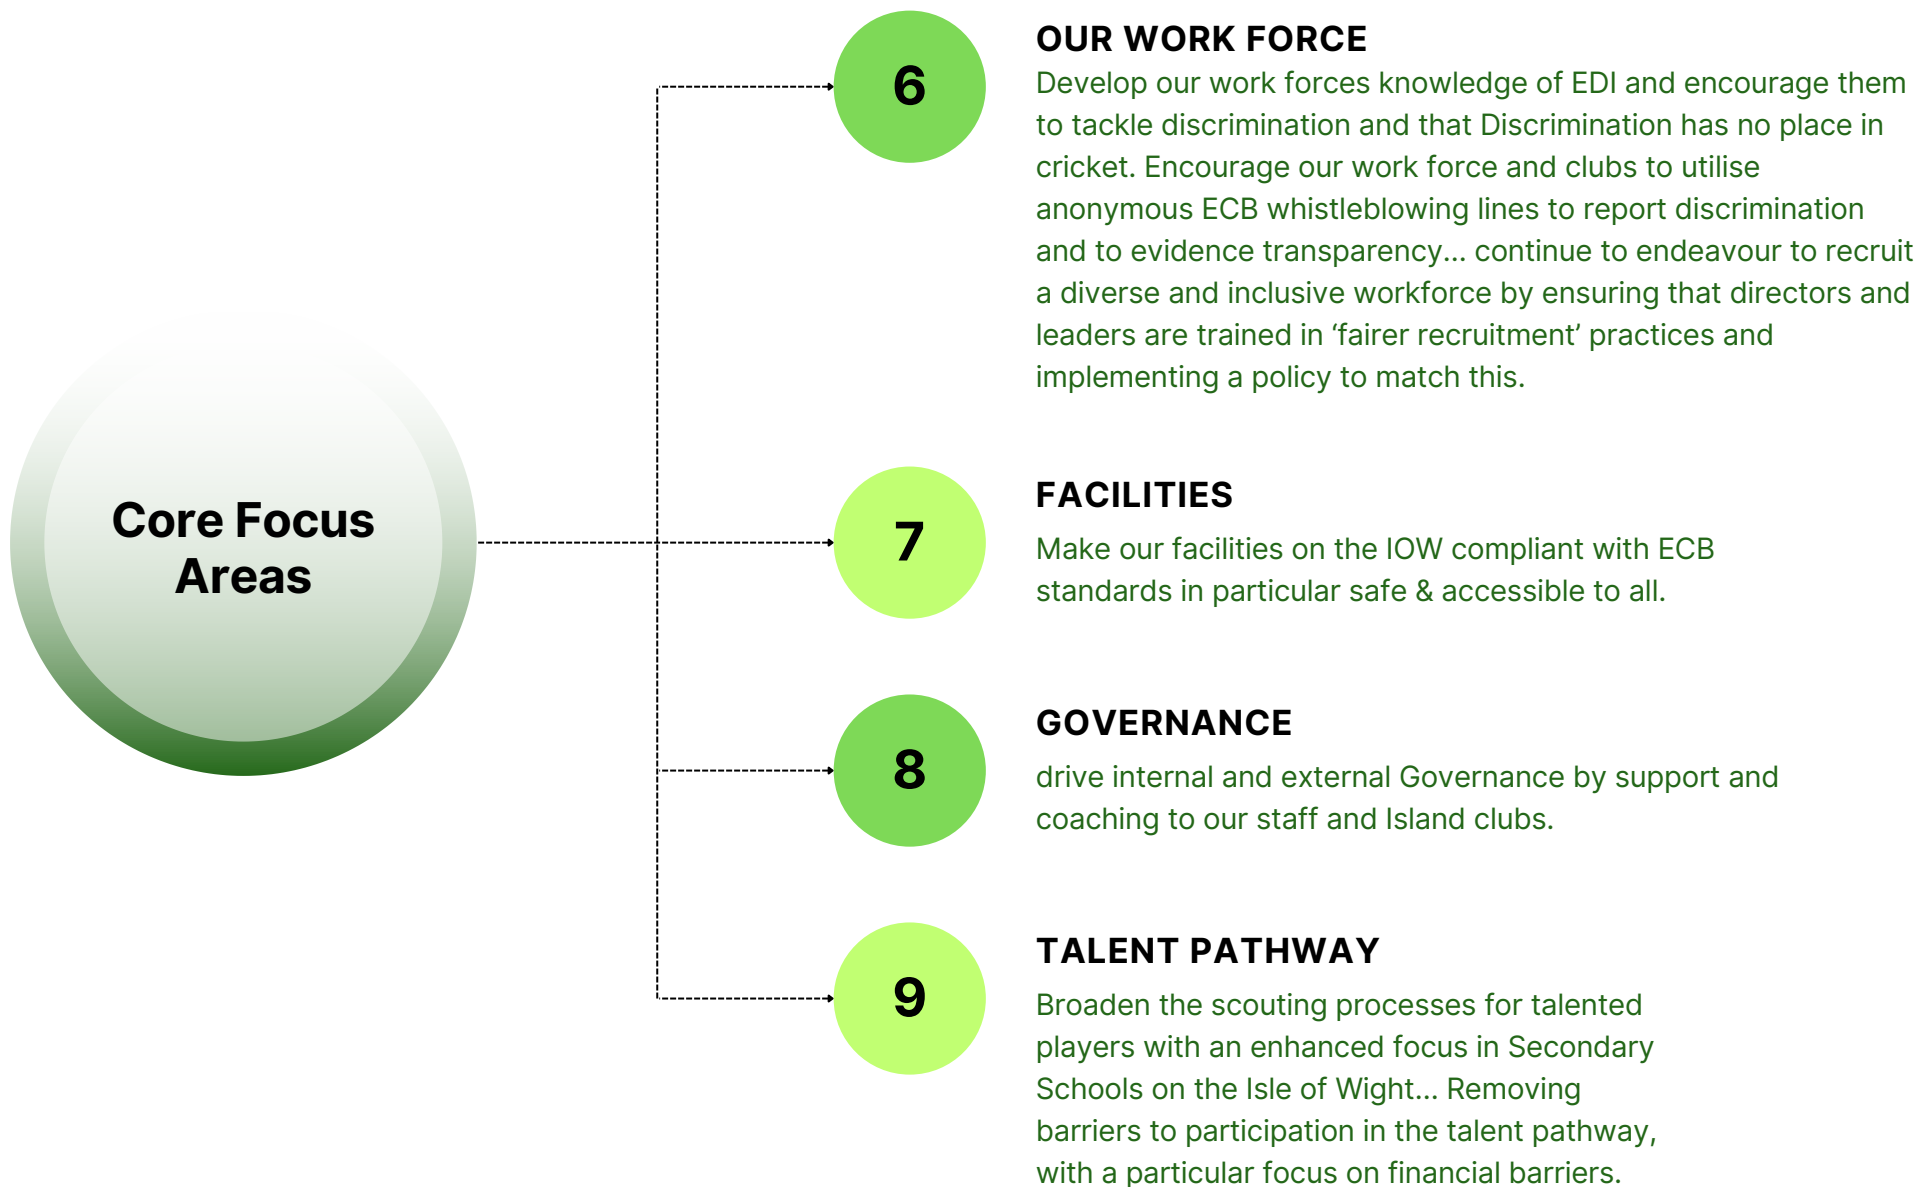 Core Focus
Areas
6
OUR WORK FORCE
Develop our work forces knowledge of EDI and encourage them
to tackle discrimination and that Discrimination has no place in
cricket. Encourage our work force and clubs to utilise
anonymous ECB whistleblowing lines to report discrimination
and to evidence transparency... continue to endeavour to recruit
a diverse and inclusive workforce by ensuring that directors and
leaders are trained in ‘fairer recruitment’ practices and
implementing a policy to match this.
7
FACILITIES
Make our facilities on the IOW compliant with ECB
standards in particular safe & accessible to all.
8
GOVERNANCE
drive internal and external Governance by support and
coaching to our staff and Island clubs.
9
TALENT PATHWAY
Broaden the scouting processes for talented
players with an enhanced focus in Secondary
Schools on the Isle of Wight... Removing
barriers to participation in the talent pathway,
with a particular focus on financial barriers.